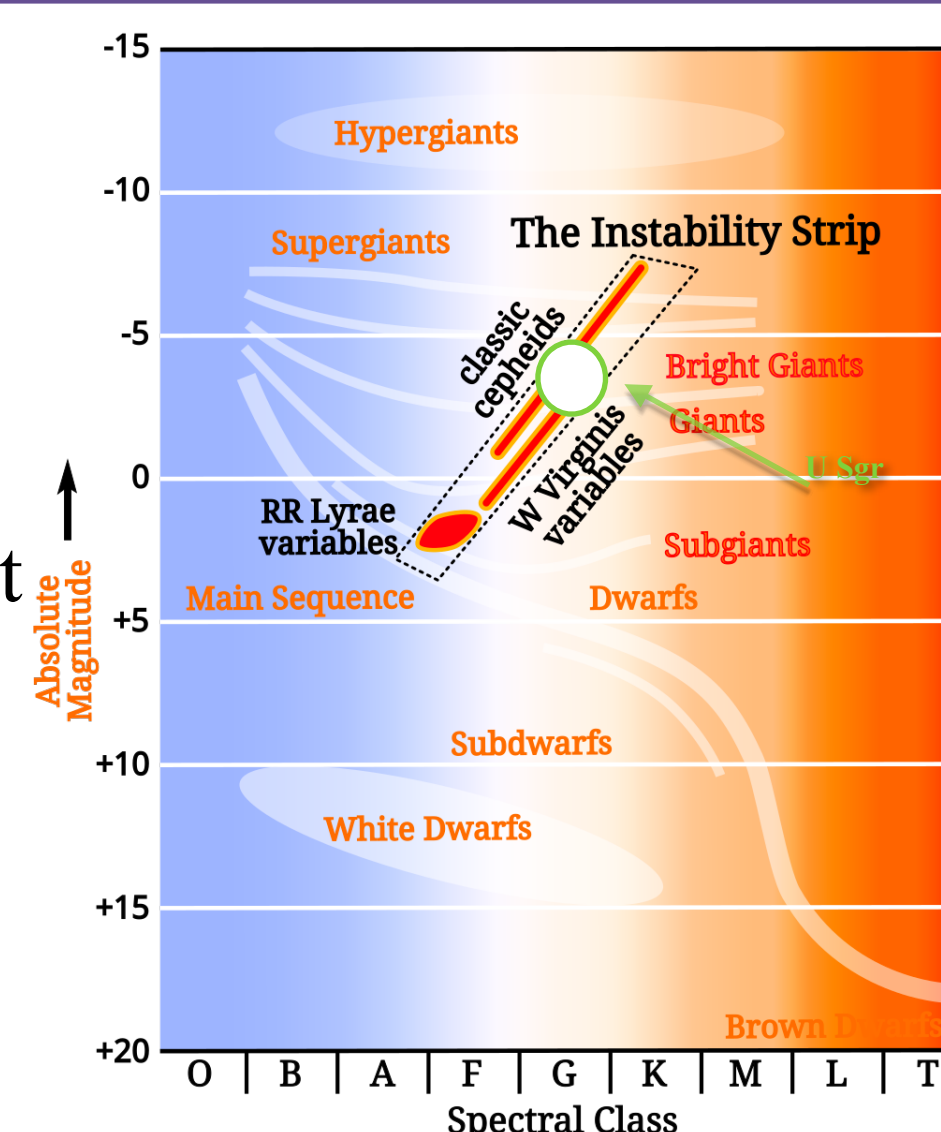 -15
Hypergiants
-10
The Instability Strip
Supergiants
classic
cepheids
-5
Bright Giants
Giants
U Sgr
0
W Virginis
variables
RR Lyrae
variables
Subgiants
t
Absolute
Magnitude
Main Sequence
Dwarfs
+5
Subdwarfs
+10
White Dwarfs
+15
Brown Dwarfs
+20
O B A F G K M L T
Spectral Class